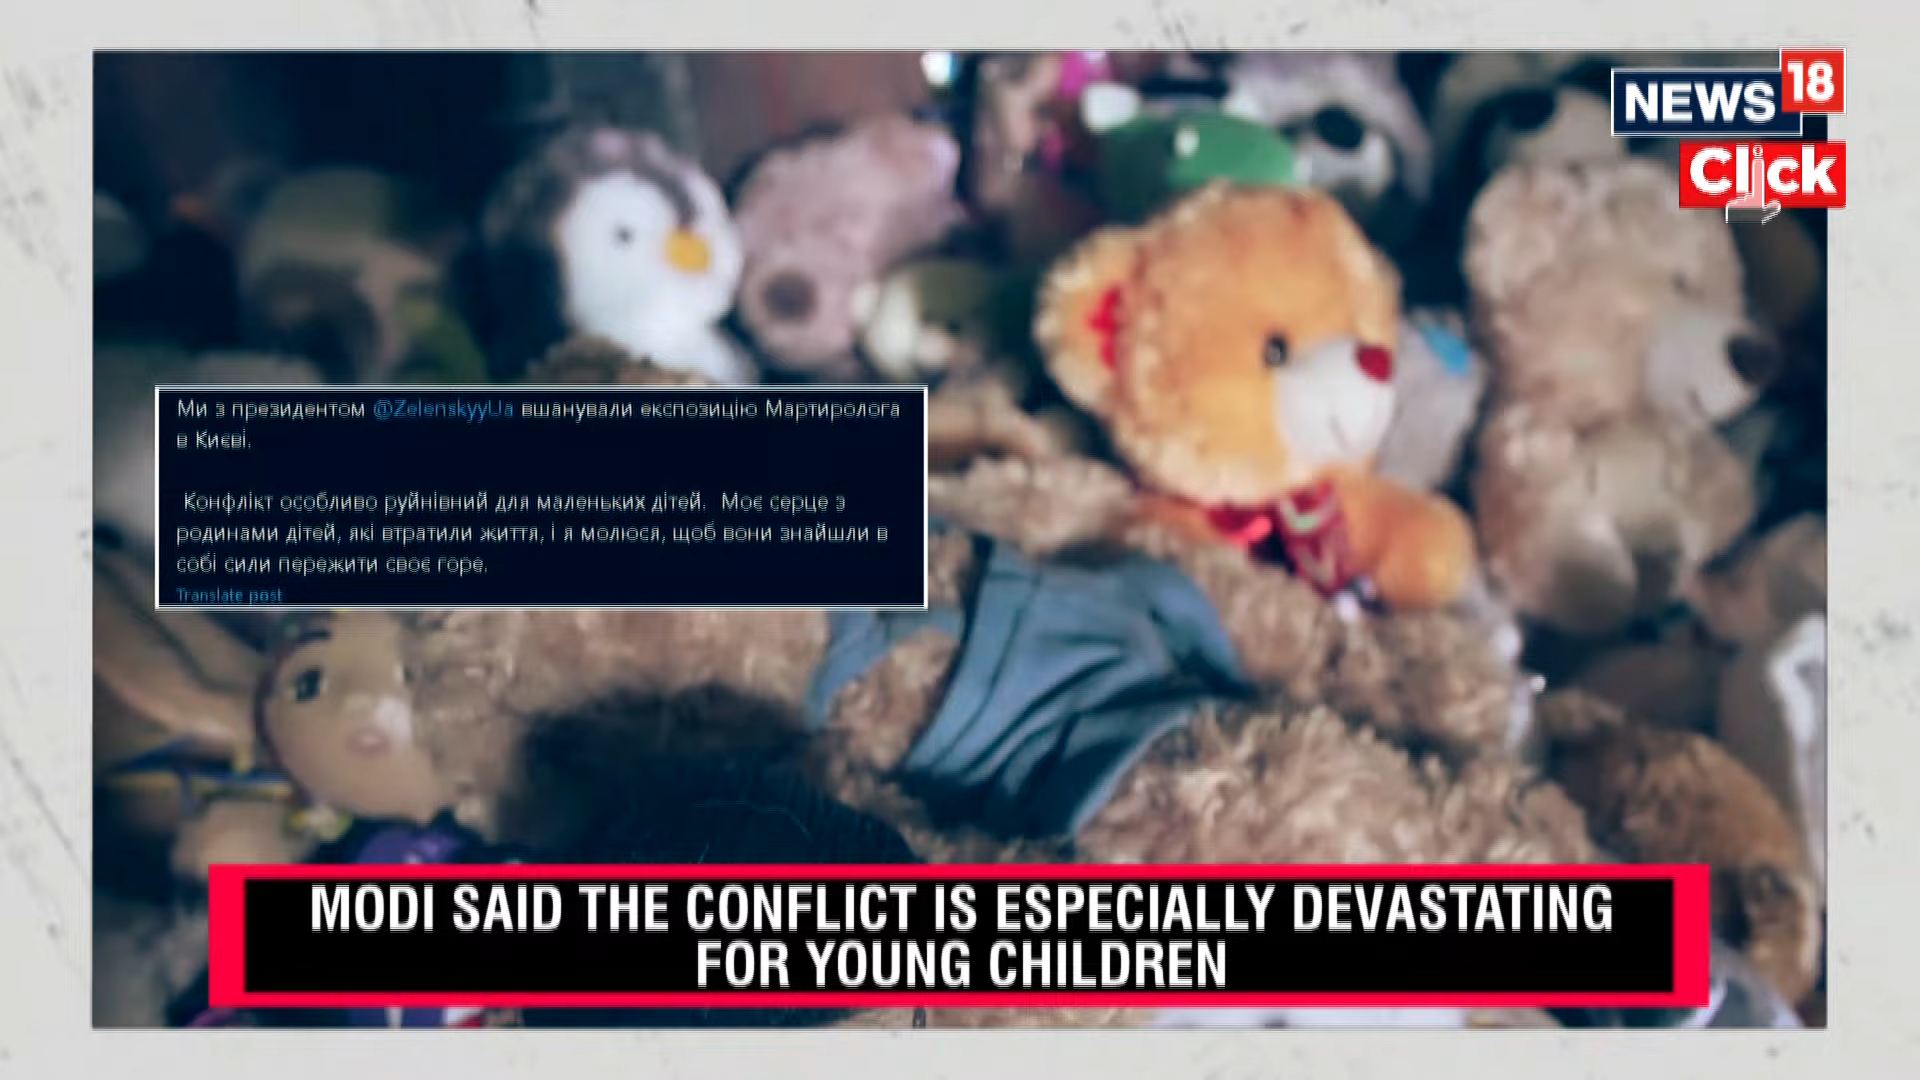 NEWS 18
Click
Ми з президентом @ZelenskyyUa вшанували експозицію Мартиролога
в Києві.
Конфлікт особливо руйнівний для маленьких дітей. Моє серце з
родинами дітей, які втратили життя, і я молюся, щоб вони знайшли в
собі сили пережити своє горе.
Translate post
MODI SAID THE CONFLICT IS ESPECIALLY DEVASTATING
FOR YOUNG CHILDREN